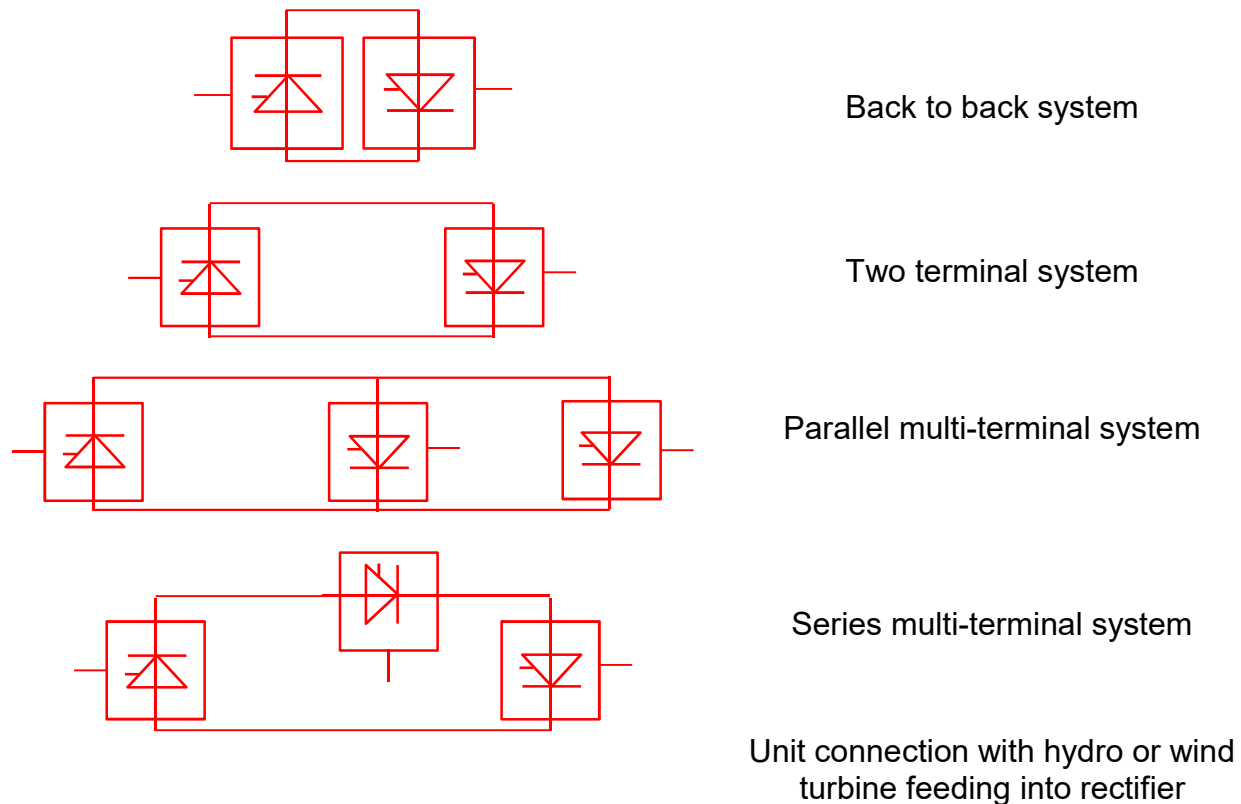 Back to back system
Two terminal system
Parallel multi-terminal system
Series multi-terminal system
Unit connection with hydro or wind
turbine feeding into rectifier